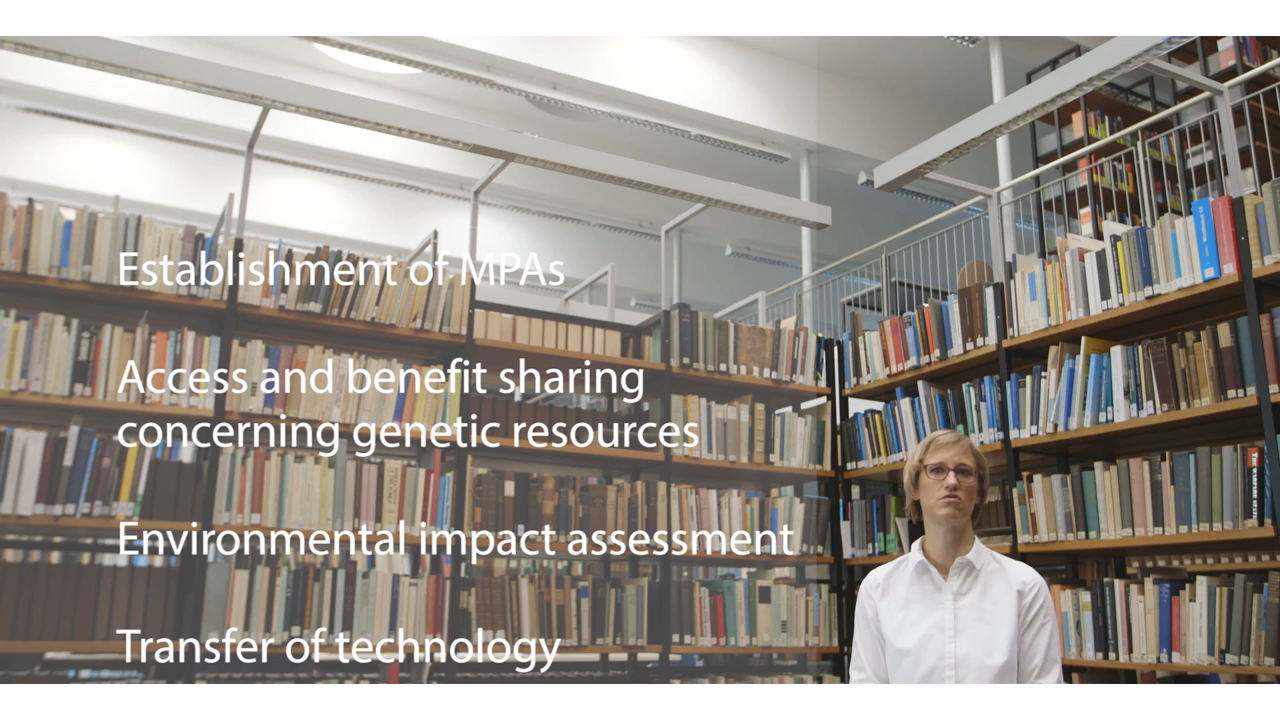 Establishment of MPAs
Access and benefit sharing
concerning genetic resources
Environmental impact assessment
Transfer of technology